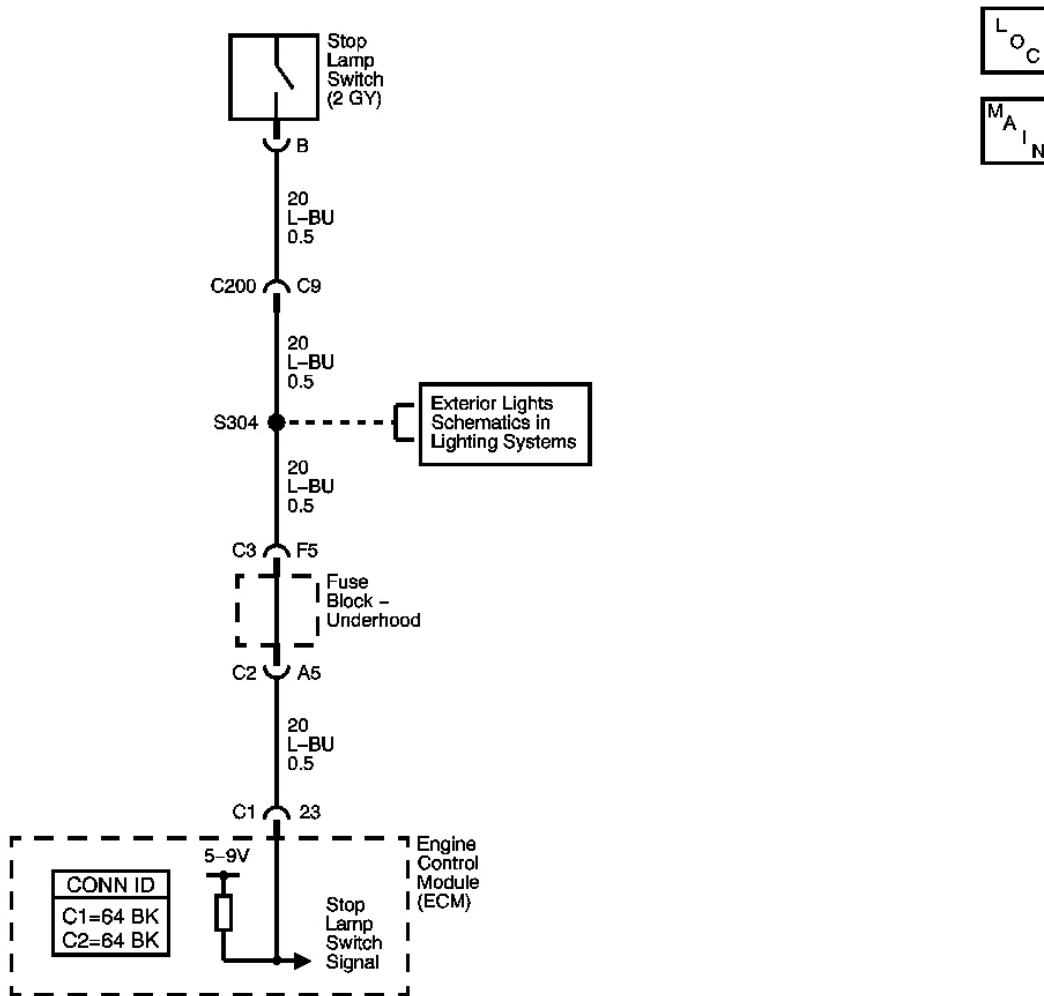 Stop
Lamp
Switch
(2 GY)
B
20
L-BU
0.5
C200 C9
20
L-BU
0.5
S304
Exterior Lights
Schematics in
Lighting Systems
20
L-BU
0.5
C3 F5
Fuse
Block -
Underhood
C2 A5
20
L-BU
0.5
C1 23
Engine
Control
Module
(ECM)
5-9V
CONN ID
C1=64 BK
C2=64 BK
Stop
Lamp
Switch
Signal
LOC
MAIN